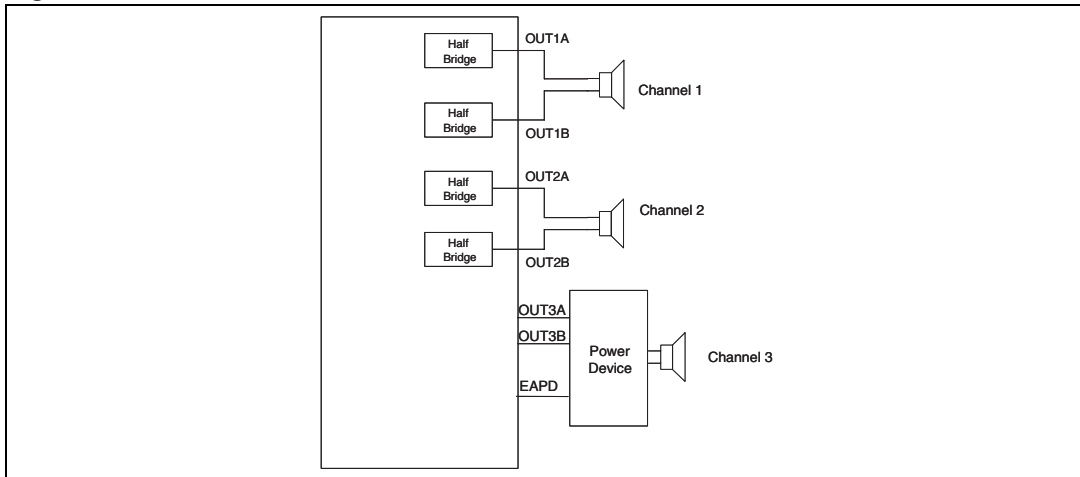 Half
Bridge
OUT1A
Channel 1
Half
Bridge
OUT1B
Half
Bridge
OUT2A
Channel 2
Half
Bridge
OUT2B
OUT3A
OUT3B
Power
Device
Channel 3
EAPD